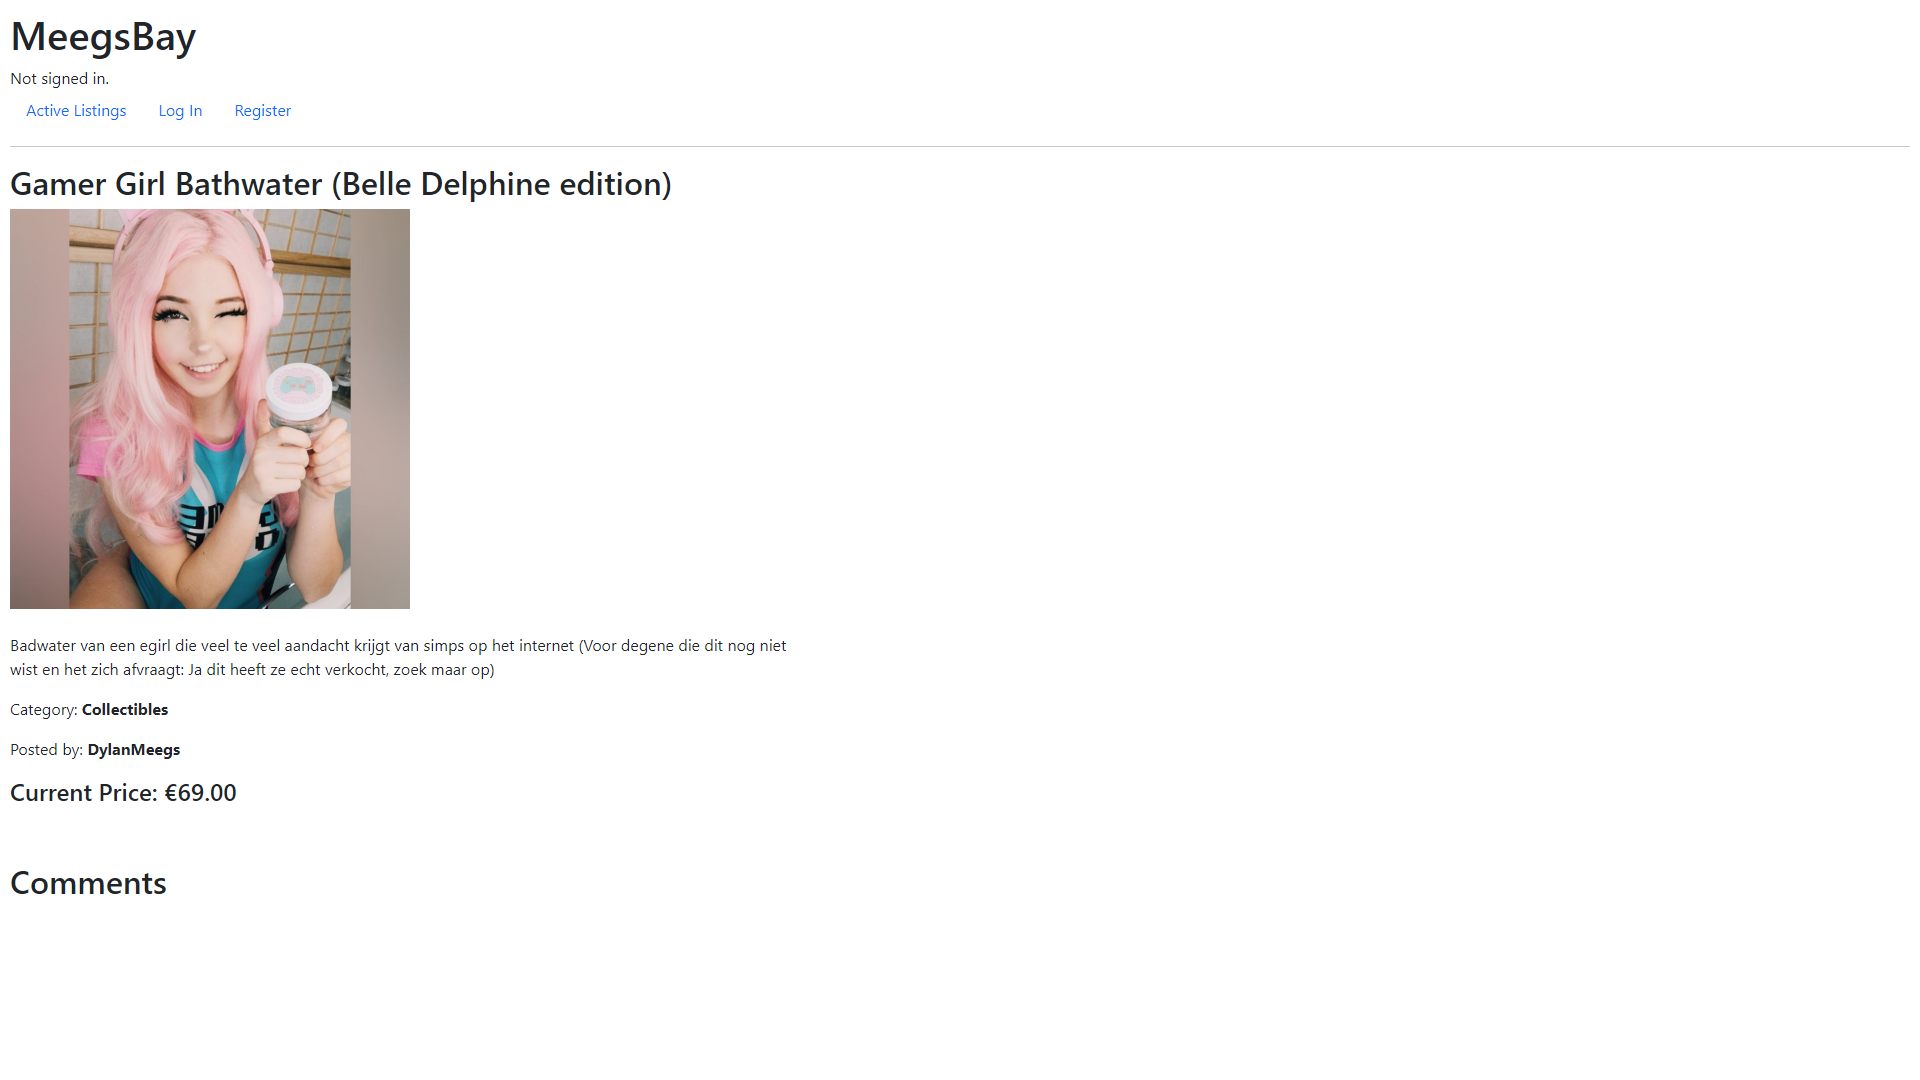 MeegsBay
Not signed in.
Active Listings Log In Register
Gamer Girl Bathwater (Belle Delphine edition)
Badwater van een egirl die veel te veel aandacht krijgt van simps op het internet (Voor degene die dit nog niet
wist en het zich afvraagt: Ja dit heeft ze echt verkocht, zoek maar op)
Category: Collectibles
Posted by: DylanMeegs
Current Price: €69.00
Comments